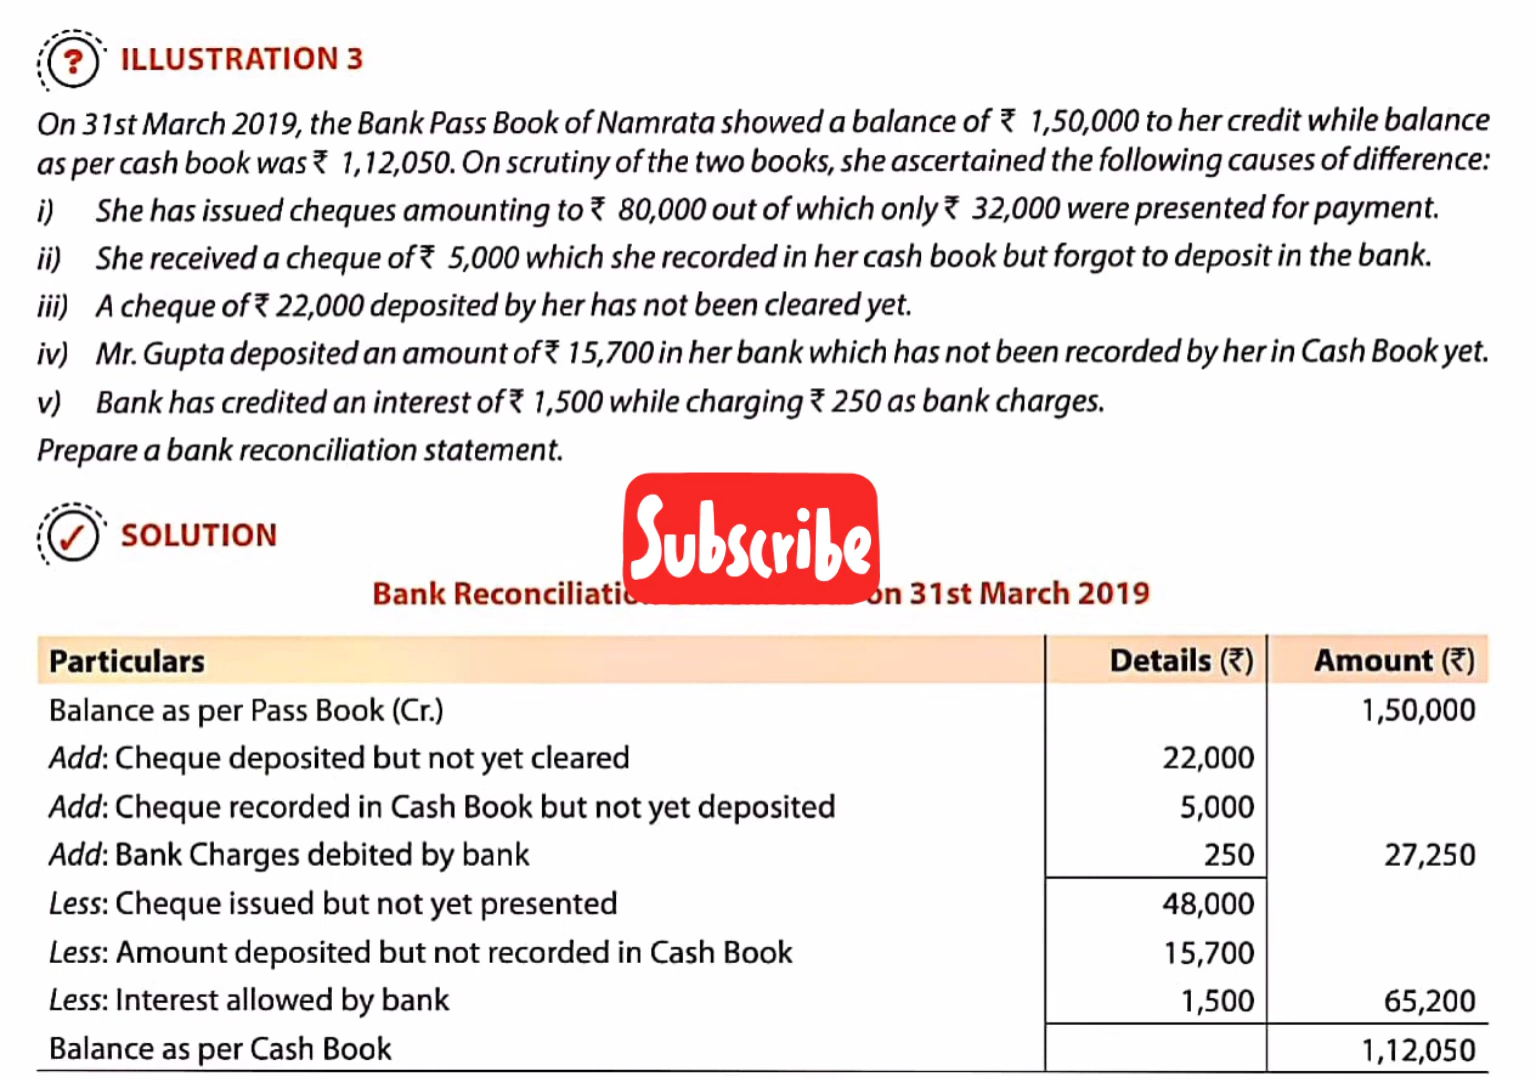 ? ILLUSTRATION 3
On 31st March 2019, the Bank Pass Book of Namrata showed a balance of ₹ 1,50,000 to her credit while balance
as per cash book was ₹ 1,12,050. On scrutiny of the two books, she ascertained the following causes of difference:
i) She has issued cheques amounting to ₹ 80,000 out of which only ₹ 32,000 were presented for payment.
ii) She received a cheque of ₹ 5,000 which she recorded in her cash book but forgot to deposit in the bank.
iii) A cheque of ₹ 22,000 deposited by her has not been cleared yet.
iv) Mr. Gupta deposited an amount of ₹ 15,700 in her bank which has not been recorded by her in Cash Book yet.
v) Bank has credited an interest of ₹ 1,500 while charging ₹ 250 as bank charges.
Prepare a bank reconciliation statement.
Subscribe
SOLUTION
Bank Reconciliatio on 31st March 2019
Particulars Details (₹) Amount (₹)
Balance as per Pass Book (Cr.) 1,50,000
Add: Cheque deposited but not yet cleared 22,000
Add: Cheque recorded in Cash Book but not yet deposited 5,000
Add: Bank Charges debited by bank 250 27,250
Less: Cheque issued but not yet presented 48,000
Less: Amount deposited but not recorded in Cash Book 15,700
Less: Interest allowed by bank 1,500 65,200
Balance as per Cash Book 1,12,050